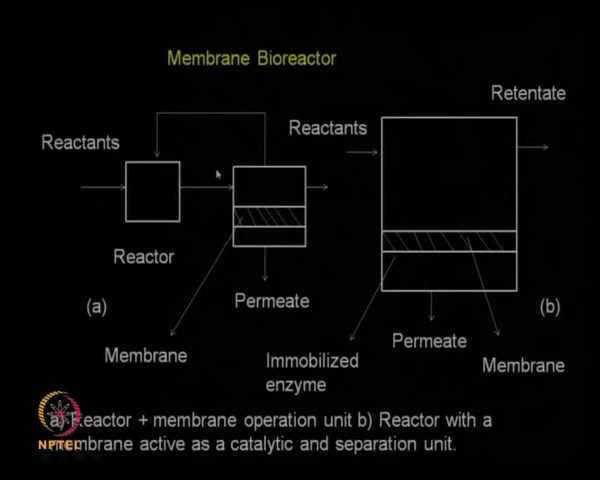 Membrane Bioreactor
Reactants
Reactor
Membrane
Permeate
(a)
Reactants
Retentate
Immobilized
enzyme
Permeate
Membrane
(b)
a) Reactor + membrane operation unit b) Reactor with a
membrane active as a catalytic and separation unit.
NPTEL